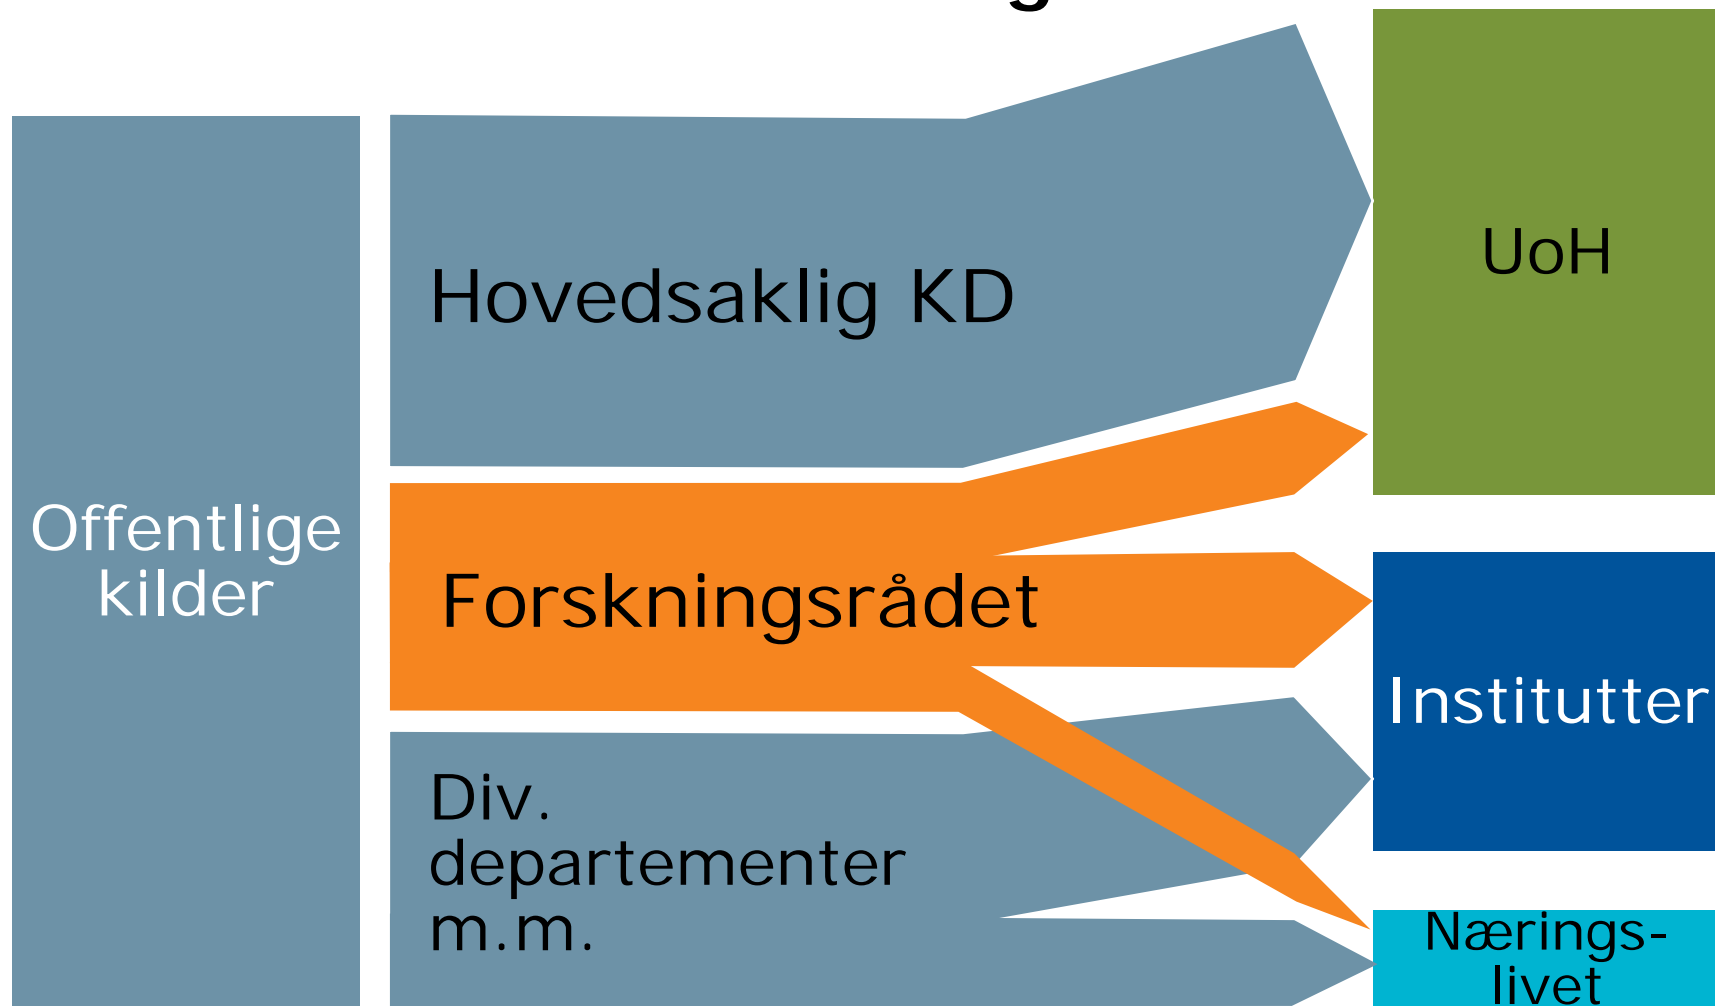 Offentlige
kilder
Hovedsaklig KD
Forskningsrådet
Div.
departementer
m.m.
UoH
Institutter
Nærings-
livet